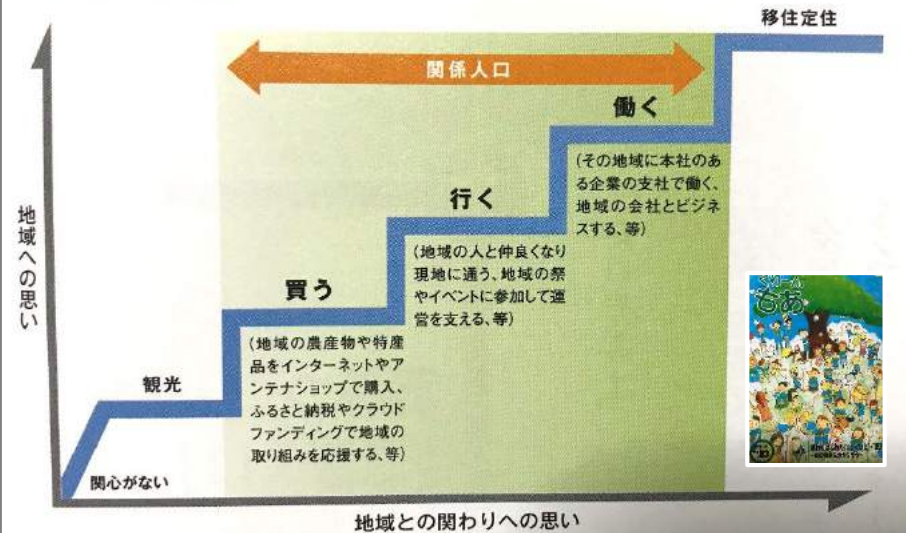 移住定住
関係人口
働く
(その地域に本社のあ
る企業の支社で働く、
地域の会社とビジネ
スする、等)
行く
(地域の人と仲良くなり
現地に通う、地域の祭
やイベントに参加して運
営を支える、等)
買う
(地域の農産物や特産
品をインターネットやア
ンテナショップで購入、
ふるさと納税やクラウド
ファンディングで地域の
取り組みを応援する、等)
観光
関心がない
地域への思い
地域との関わりへの思い